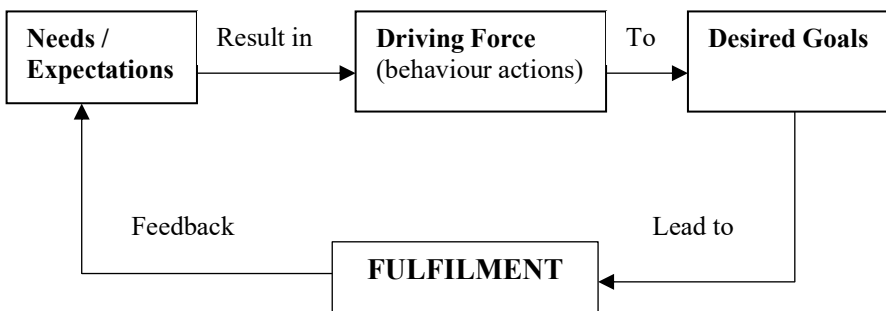 Needs /
Expectations
Result in
Driving Force
(behaviour actions)
To
Desired Goals
Feedback
Lead to
FULFILMENT